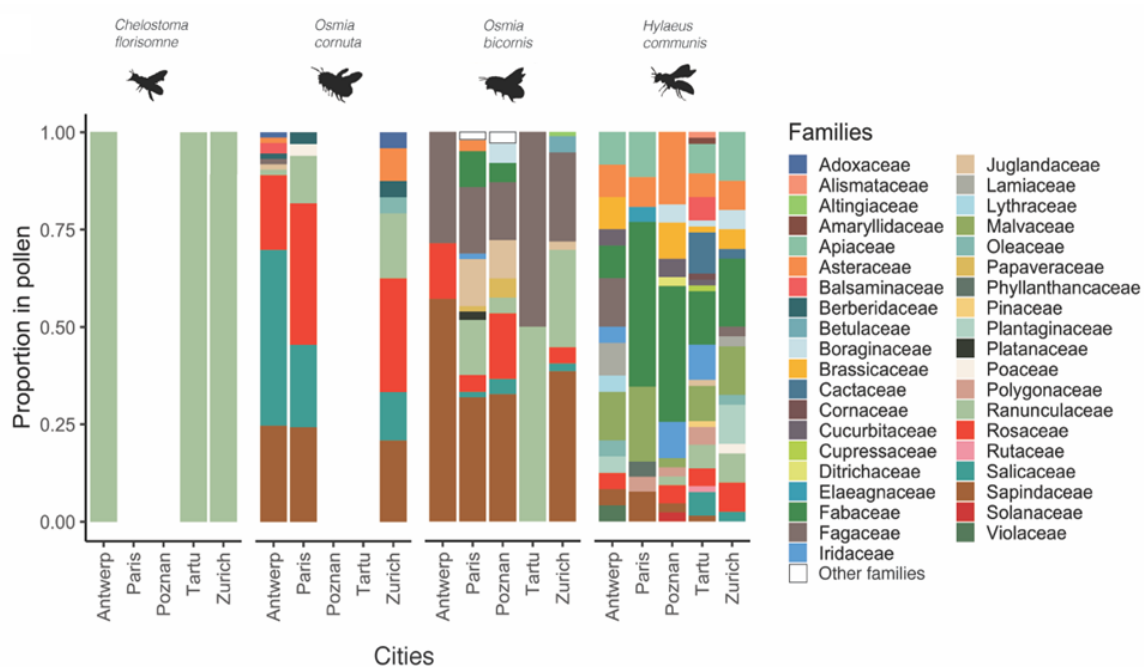 Chelostoma
florisomne
Osmia
cornuta
Osmia
bicornis
Hylaeus
communis
Proportion in pollen
1.00
0.75
0.50
0.25
0.00
Antwerp
Paris
Poznan
Tartu
Zurich
Antwerp
Paris
Poznan
Tartu
Zurich
Antwerp
Paris
Poznan
Tartu
Zurich
Antwerp
Paris
Poznan
Tartu
Zurich
Cities
Families
Adoxaceae
Alismataceae
Altingiaceae
Amaryllidaceae
Apiaceae
Asteraceae
Balsaminaceae
Berberidaceae
Betulaceae
Boraginaceae
Brassicaceae
Cactaceae
Cornaceae
Cucurbitaceae
Cupressaceae
Ditrichaceae
Elaeagnaceae
Fabaceae
Fagaceae
Iridaceae
Other families
Juglandaceae
Lamiaceae
Lythraceae
Malvaceae
Oleaceae
Papaveraceae
Phyllanthancaceae
Pinaceae
Plantaginaceae
Platanaceae
Poaceae
Polygonaceae
Ranunculaceae
Rosaceae
Rutaceae
Salicaceae
Sapindaceae
Solanaceae
Violaceae